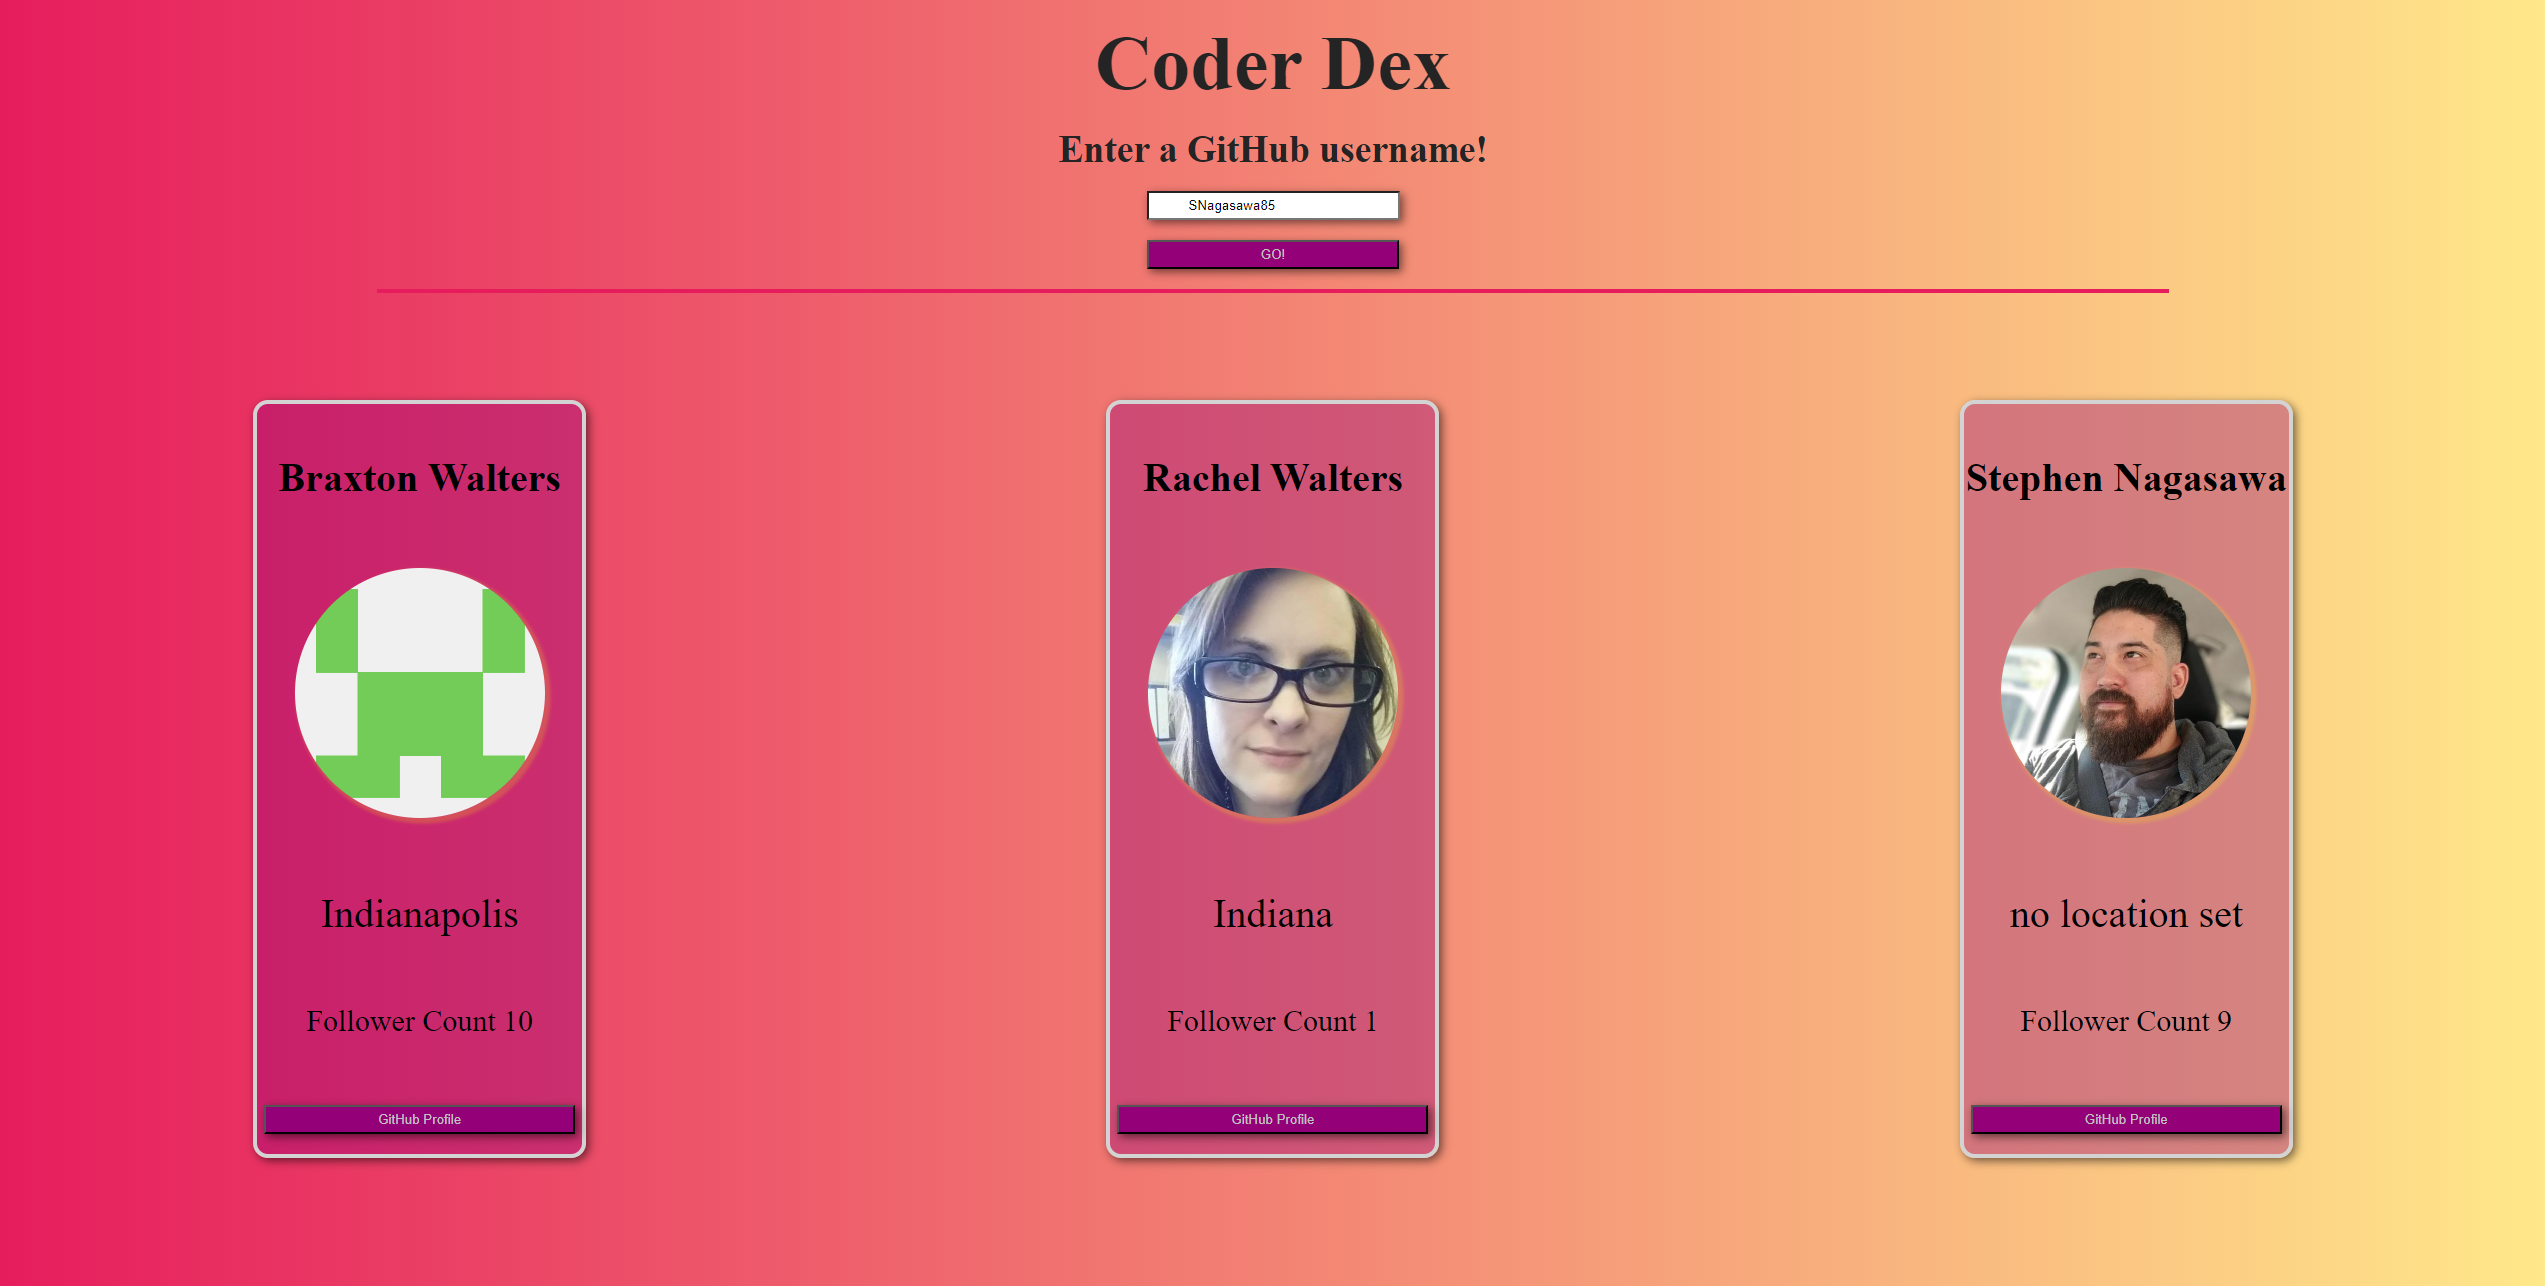 Coder Dex
Enter a GitHub username!
SNagasawa85
GO!
Braxton Walters
Indianapolis
Follower Count 10
GitHub Profile
Rachel Walters
Indiana
Follower Count 1
GitHub Profile
Stephen Nagasawa
no location set
Follower Count 9
GitHub Profile